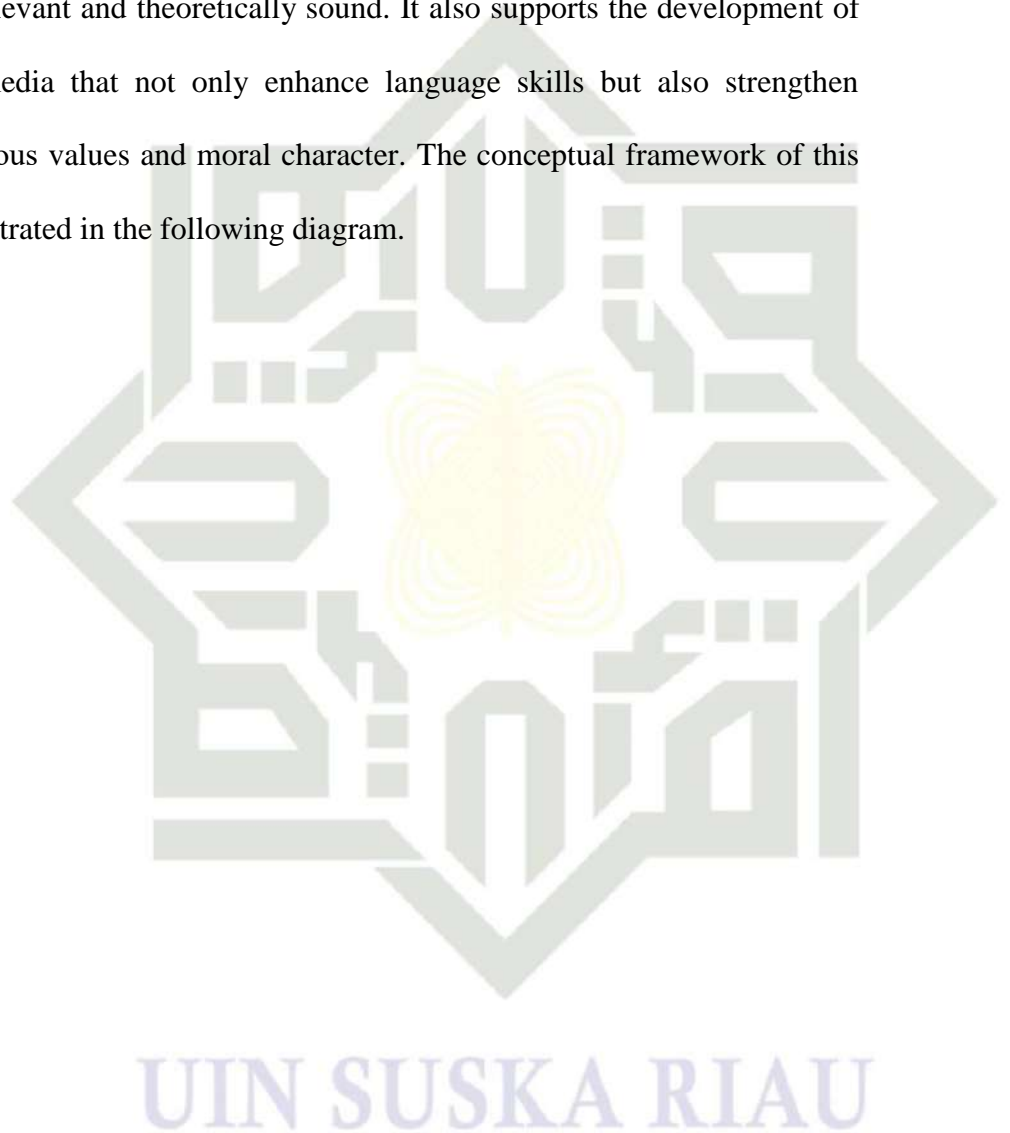 levant and theoretically sound. It also supports the development of
edia that not only enhance language skills but also strengthen
ous values and moral character. The conceptual framework of this
trated in the following diagram.
UIN SUSKA RIAU